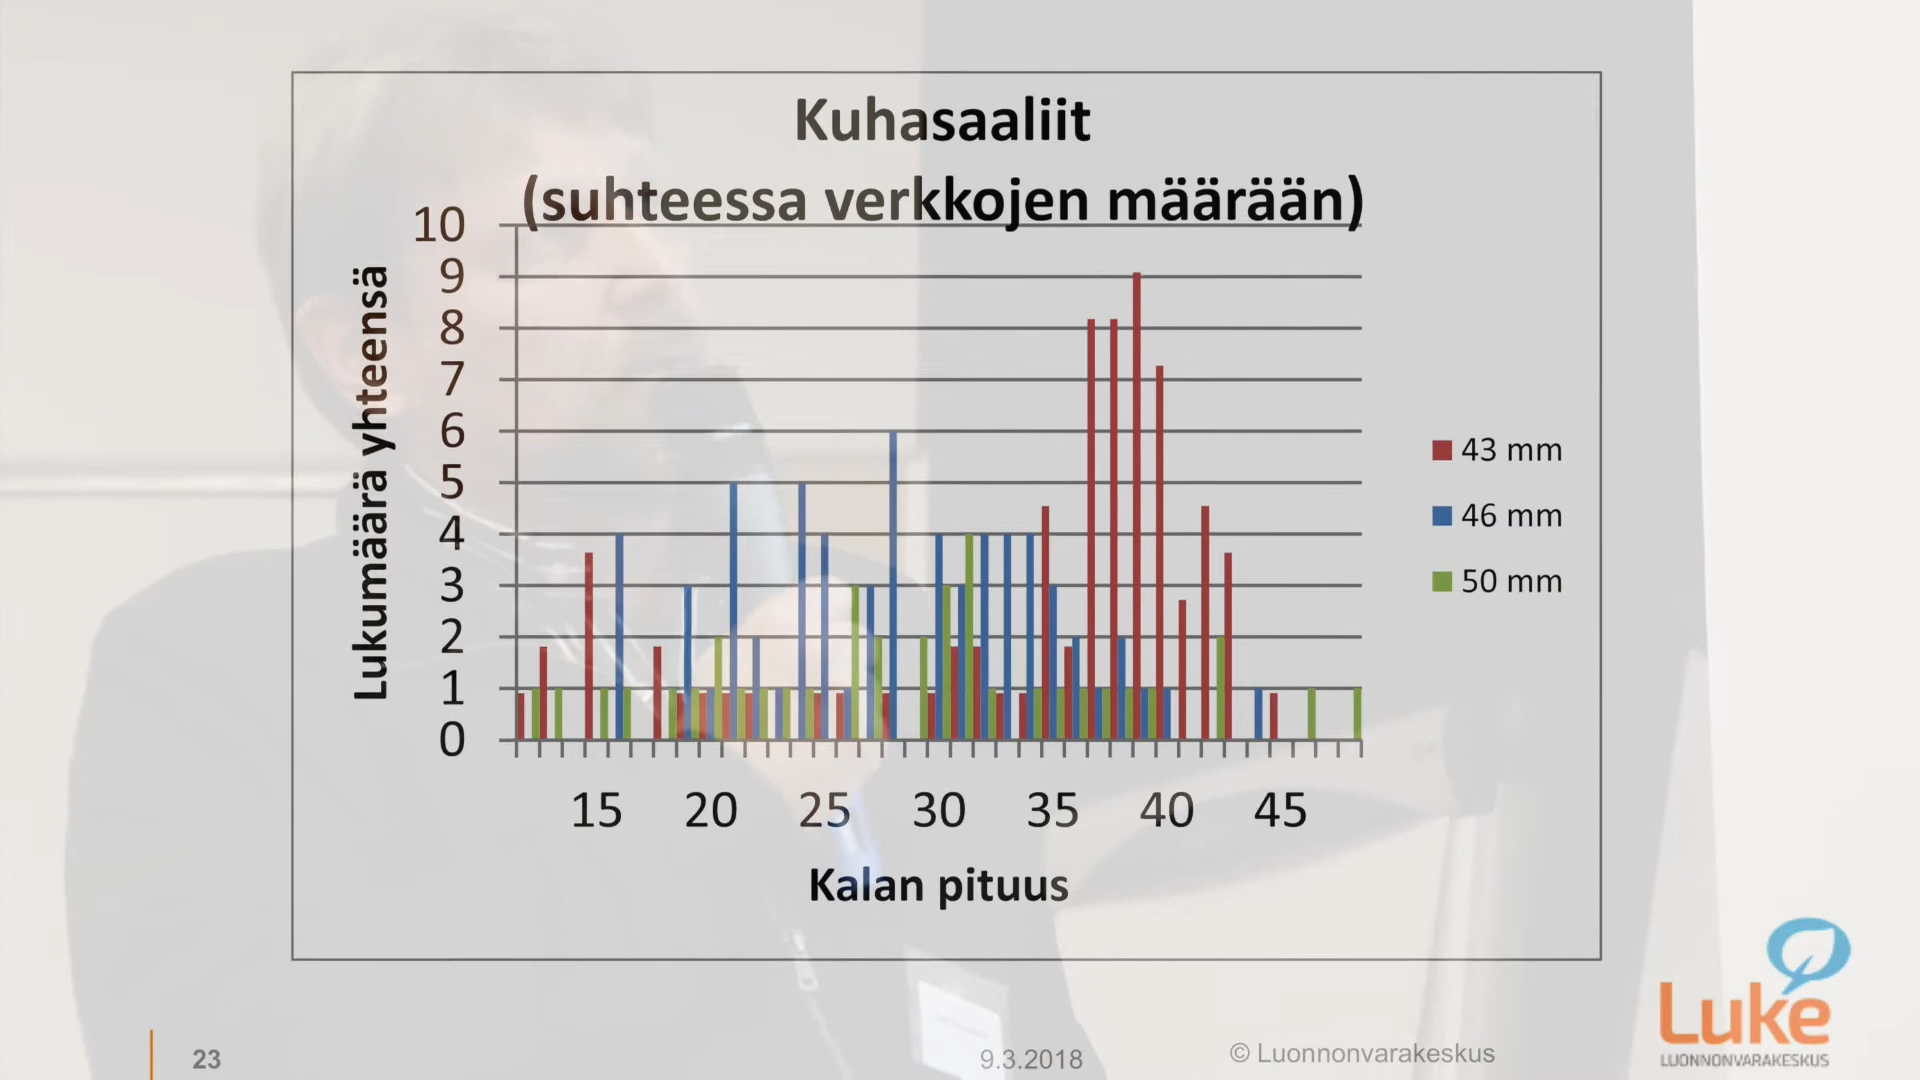 Kuhasaaliit
(suhteessa verkkojen määrään)
Lukumäärä yhteensä
10
9
8
7
6
5
4
3
2
1
0
15 20 25 30 35 40 45
Kalan pituus
43 mm
46 mm
50 mm
23
9.3.2018
© Luonnonvarakeskus
Luke
LUONNONVARAKESKUS